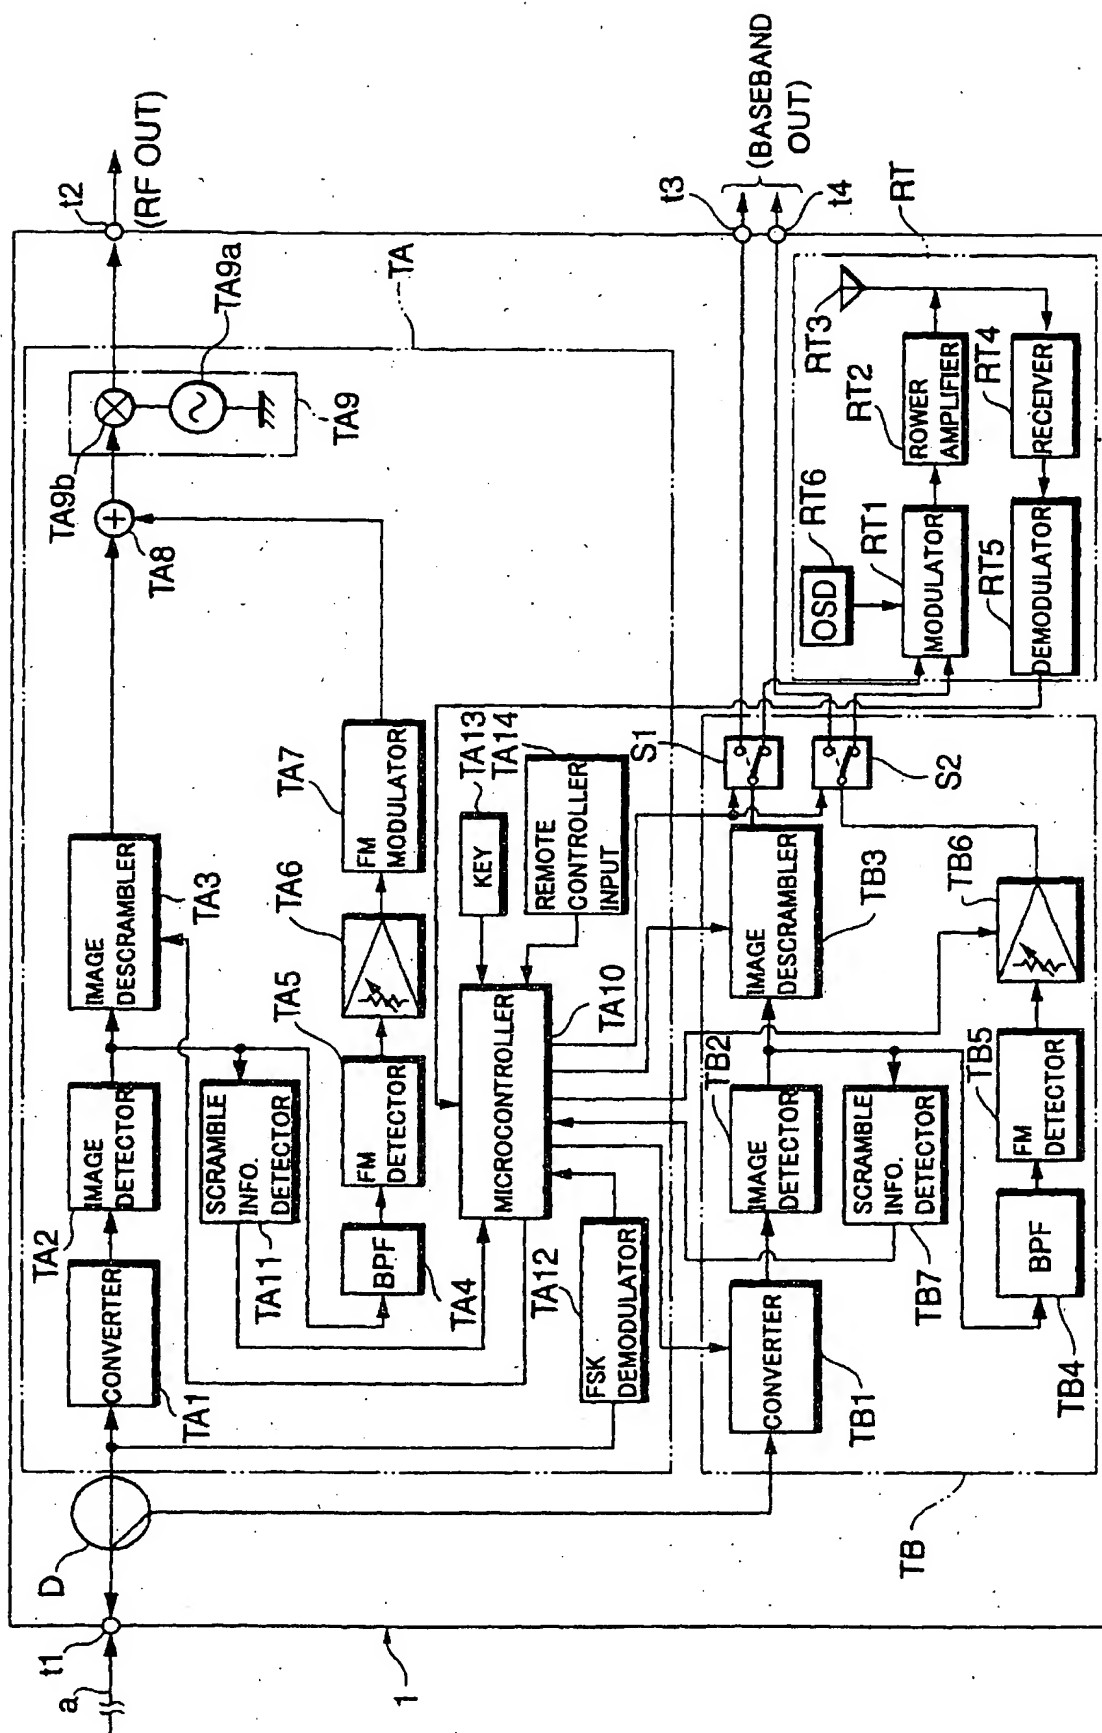 a
t1
D
1
CONVERTER
TA1
TA2
IMAGE
DETECTOR
IMAGE
DESCRAMBLER
TA3
TA8
TA9b
TA9
TA9a
t2
(RF OUT)
TA
SCRAMBLE
INFO.
DETECTOR
TA11
BPF
TA4
FM
DETECTOR
TA5
TA6
FM
MODULATOR
TA7
FSK
DEMODULATOR
TA12
MICROCONTROLLER
TA10
KEY
TA13
REMOTE
CONTROLLER
INPUT
TA14
TB
CONVERTER
TB1
IMAGE
DETECTOR
TB2
IMAGE
DESCRAMBLER
TB3
SCRAMBLE
INFO.
DETECTOR
TB7
BPF
TB4
FM
DETECTOR
TB5
TB6
S1
S2
t3
t4
(BASEBAND
OUT)
RT
OSD
RT6
MODULATOR
RT1
ROWER
AMPLIFIER
RT2
RT3
RECEIVER
RT4
DEMODULATOR
RT5